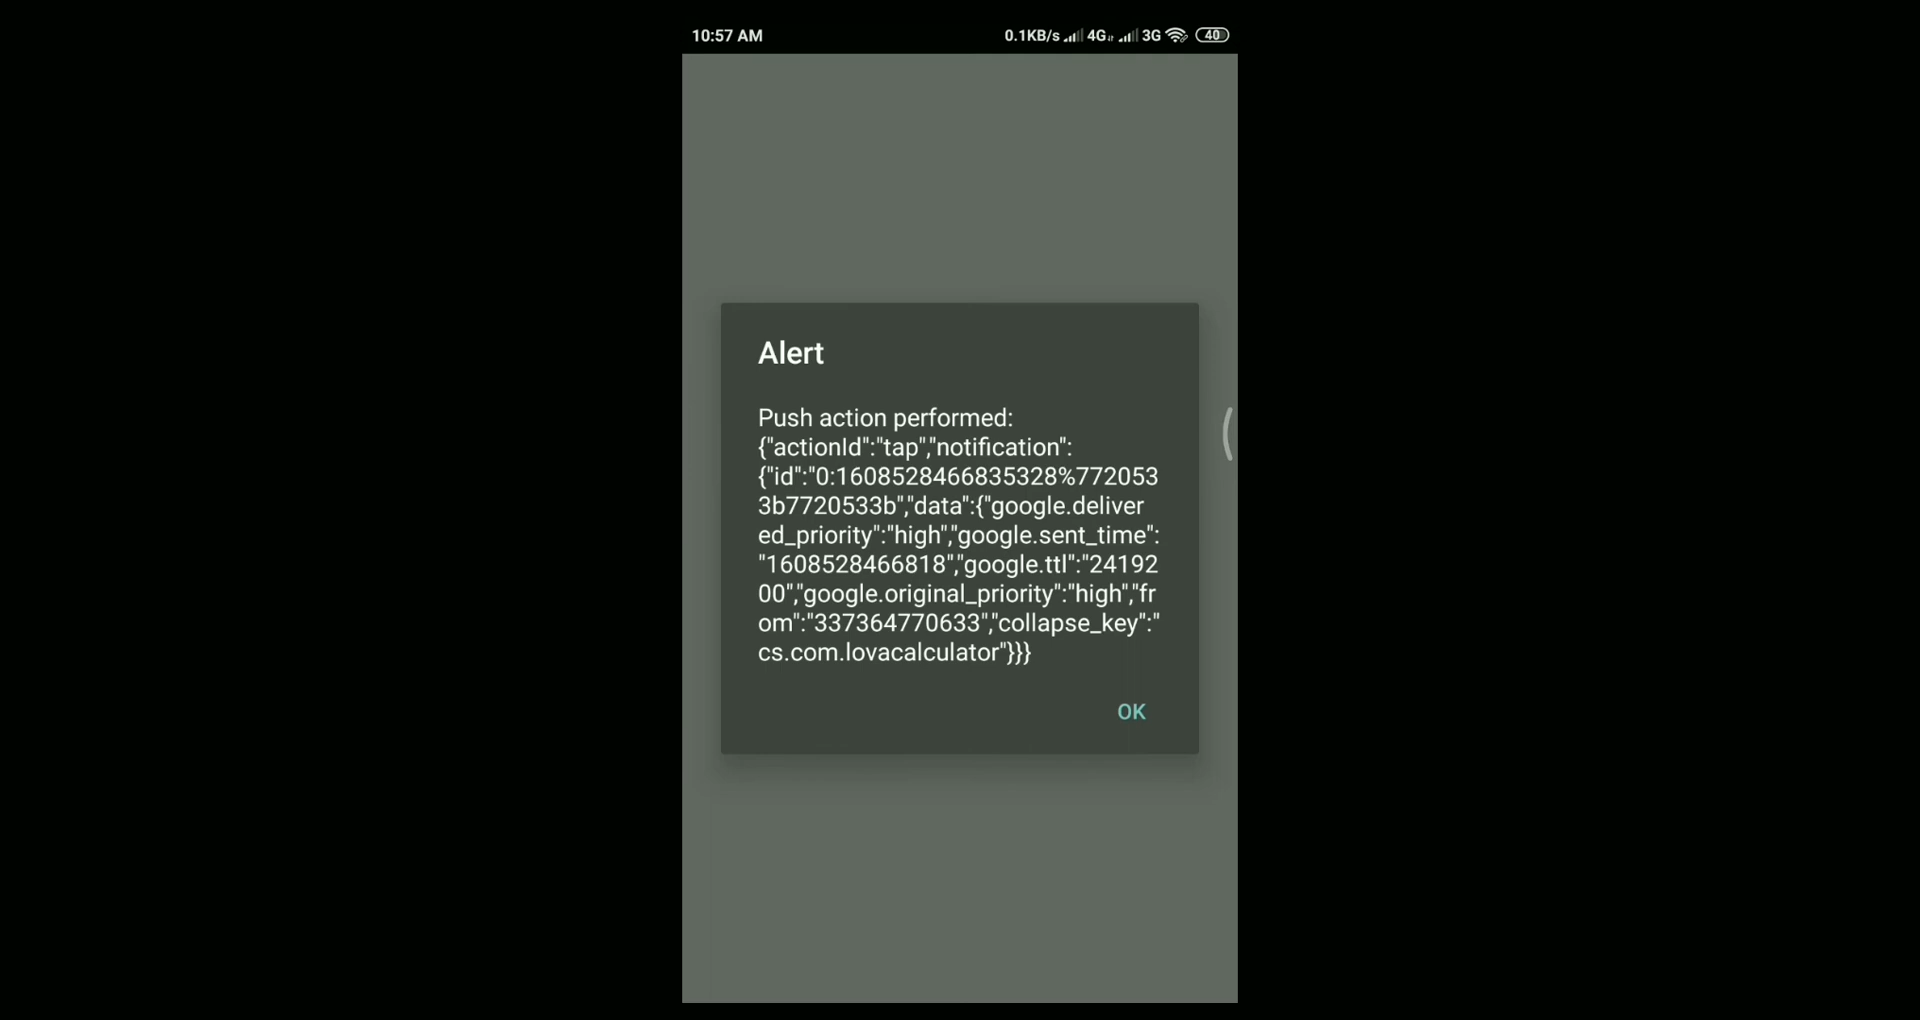 10:57 AM 0.1KB/s 4G 3G 40
Alert
Push action performed:
{"actionId":"tap","notification":
{"id":"0:1608528466835328%772053
3b7720533b","data":{"google.deliver
ed_priority":"high","google.sent_time":
"1608528466818","google.ttl":"24192
00","google.original_priority":"high","fr
om":"337364770633","collapse_key":"
cs.com.lovacalculator"}}}
OK